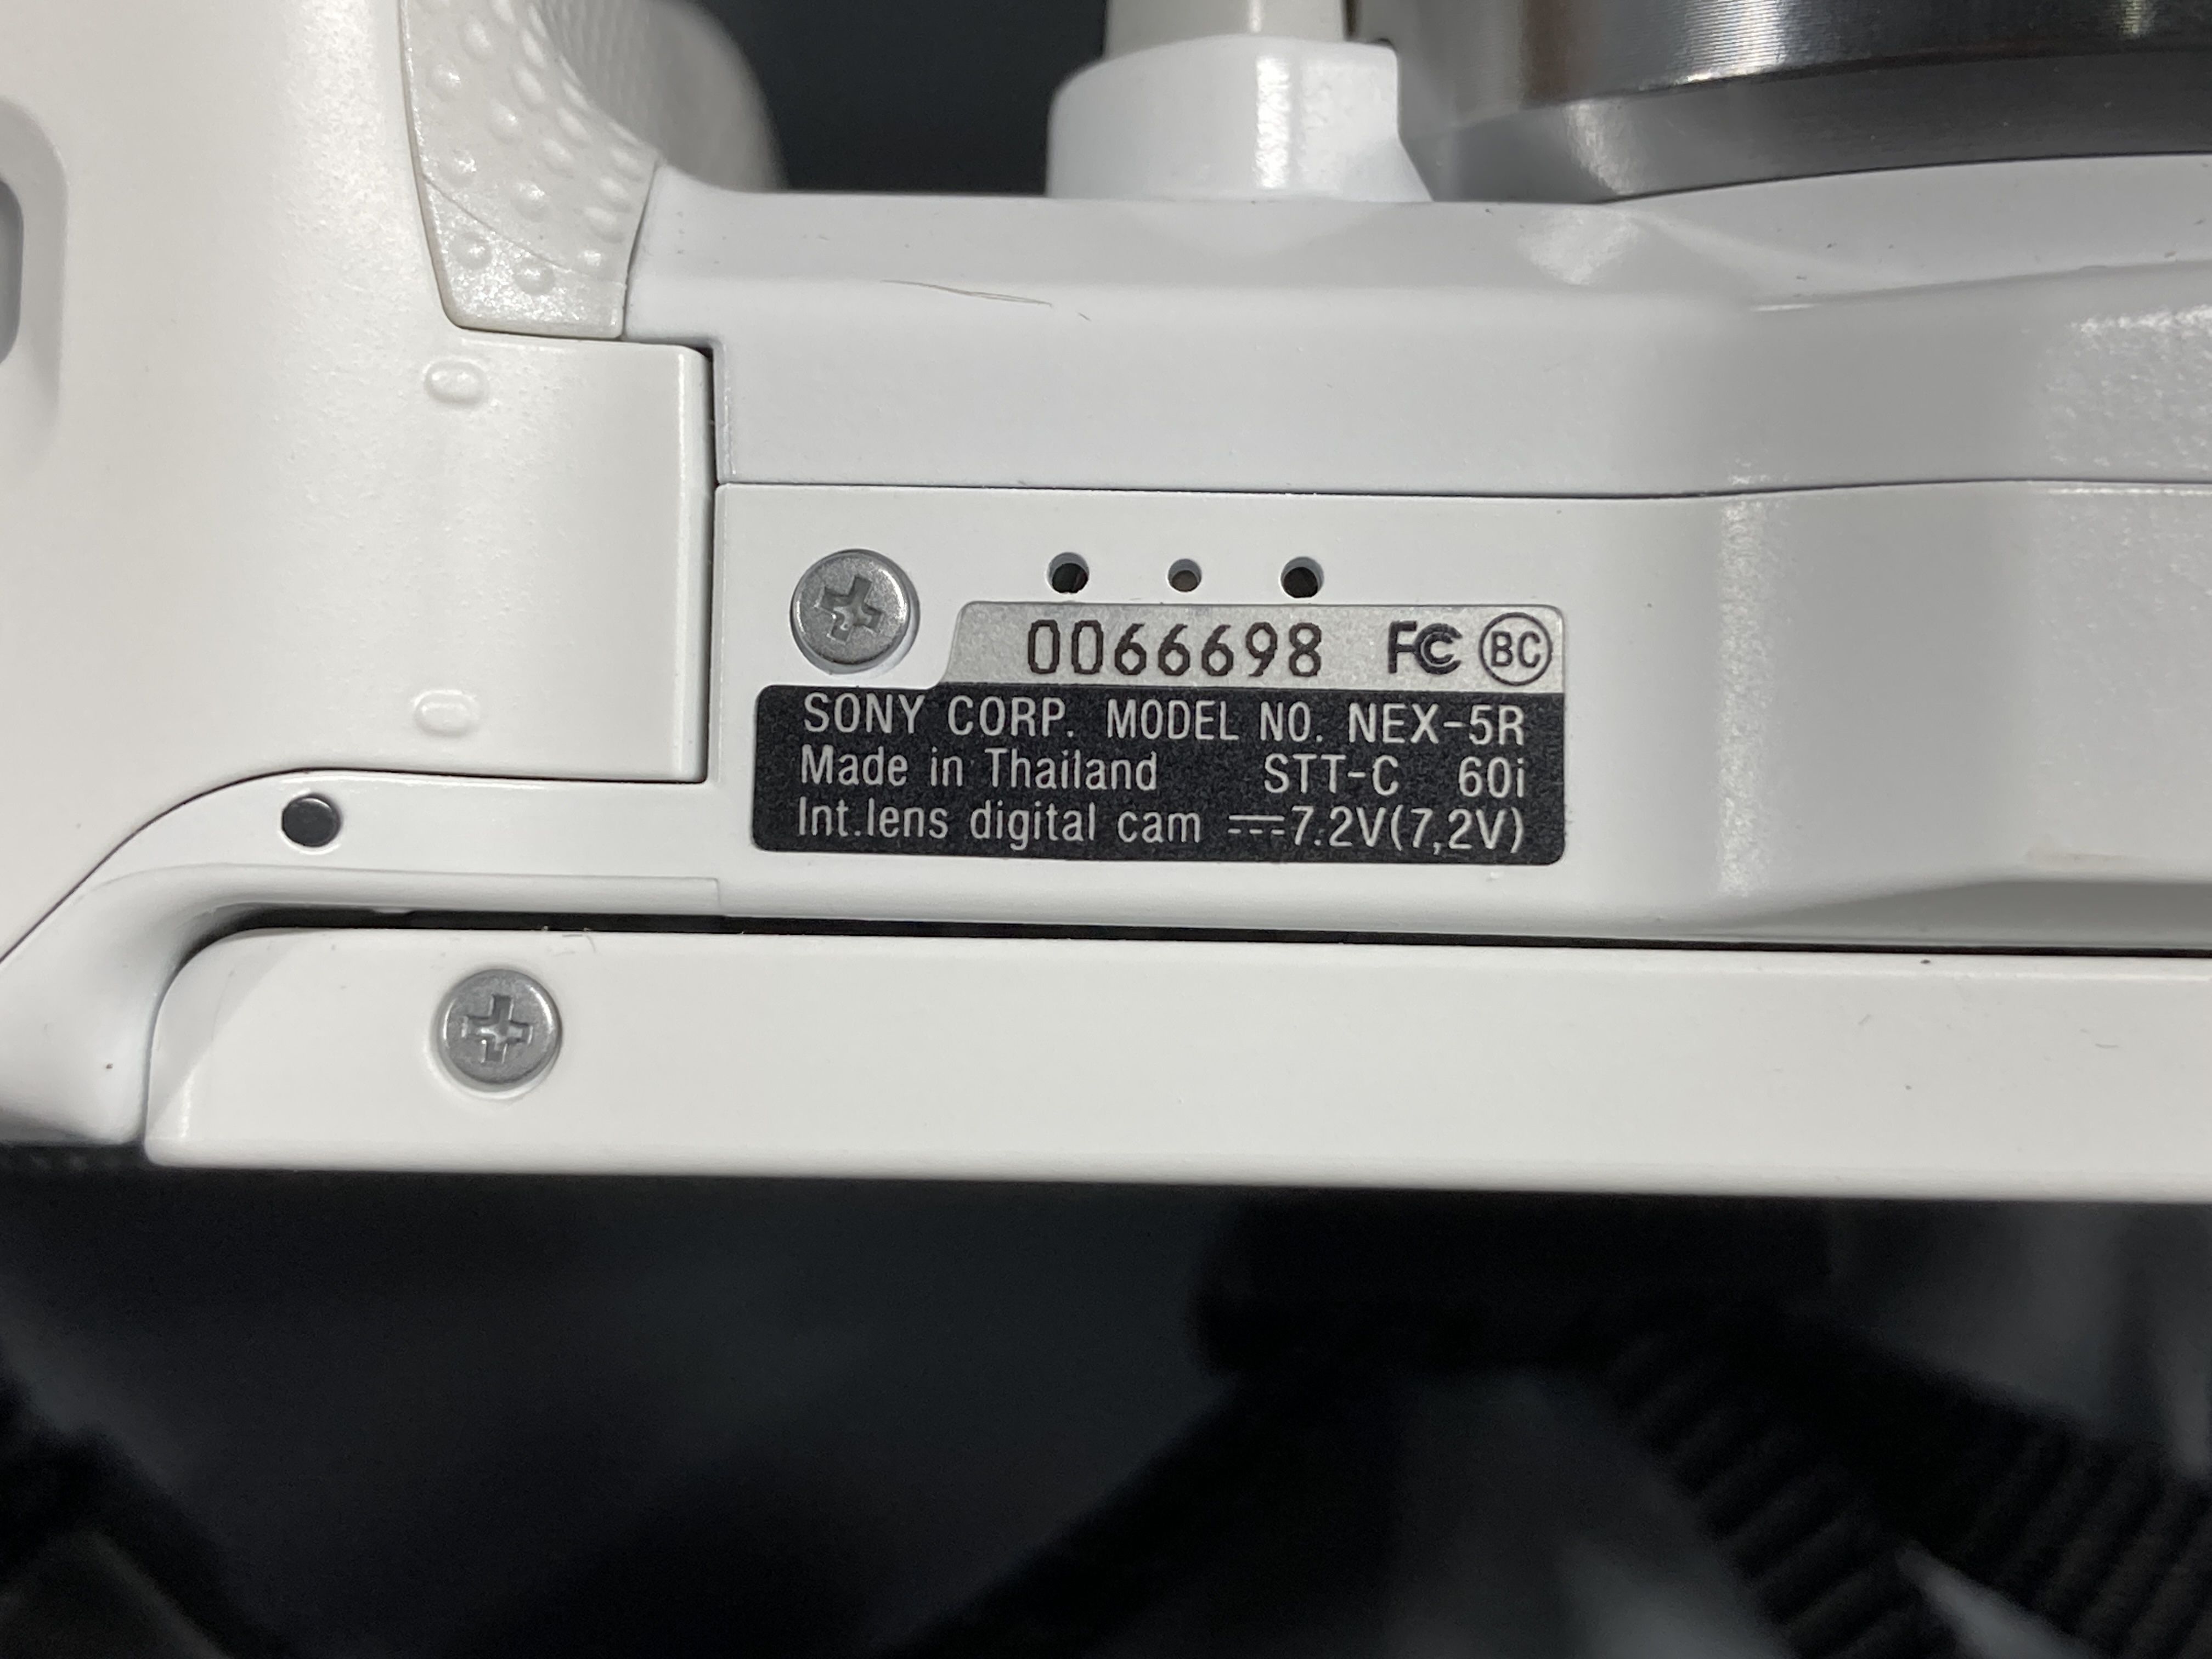 0066698 FC BC
SONY CORP. MODEL NO. NEX-5R
Made in Thailand STT-C 60i
Int.lens digital cam ⎓7.2V(7,2V)